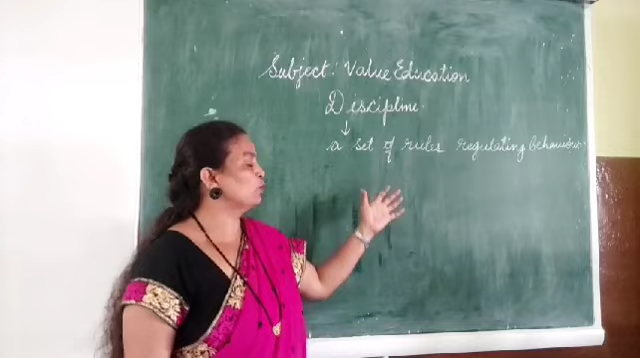 Subject: Value Education
Discipline.
↓
a set of rules regulating behaviour.